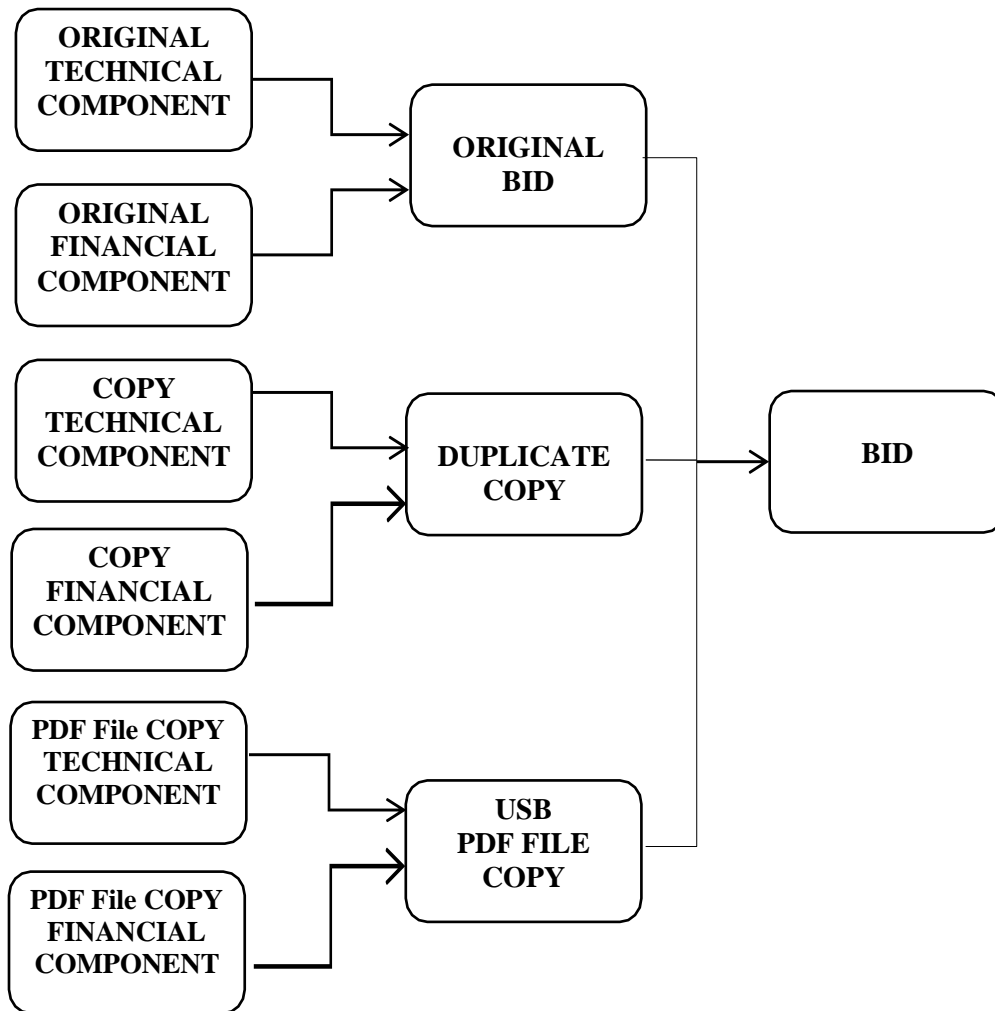 ORIGINAL
TECHNICAL
COMPONENT
ORIGINAL
FINANCIAL
COMPONENT
ORIGINAL
BID
COPY
TECHNICAL
COMPONENT
COPY
FINANCIAL
COMPONENT
DUPLICATE
COPY
PDF File COPY
TECHNICAL
COMPONENT
PDF File COPY
FINANCIAL
COMPONENT
USB
PDF FILE
COPY
BID